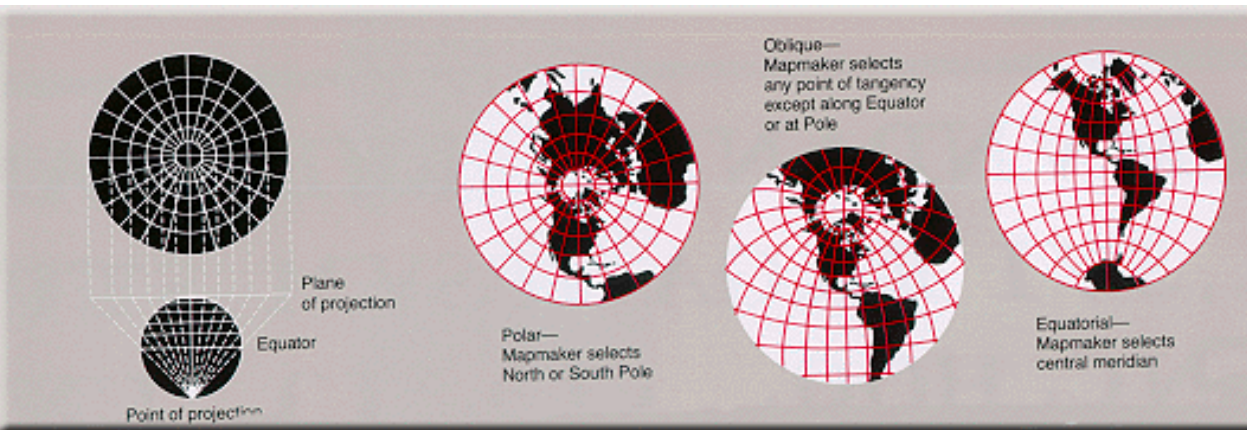 Plane
of projection
Equator
Point of projection
Polar—
Mapmaker selects
North or South Pole
Oblique—
Mapmaker selects
any point of tangency
except along Equator
or at Pole
Equatorial—
Mapmaker selects
central meridian